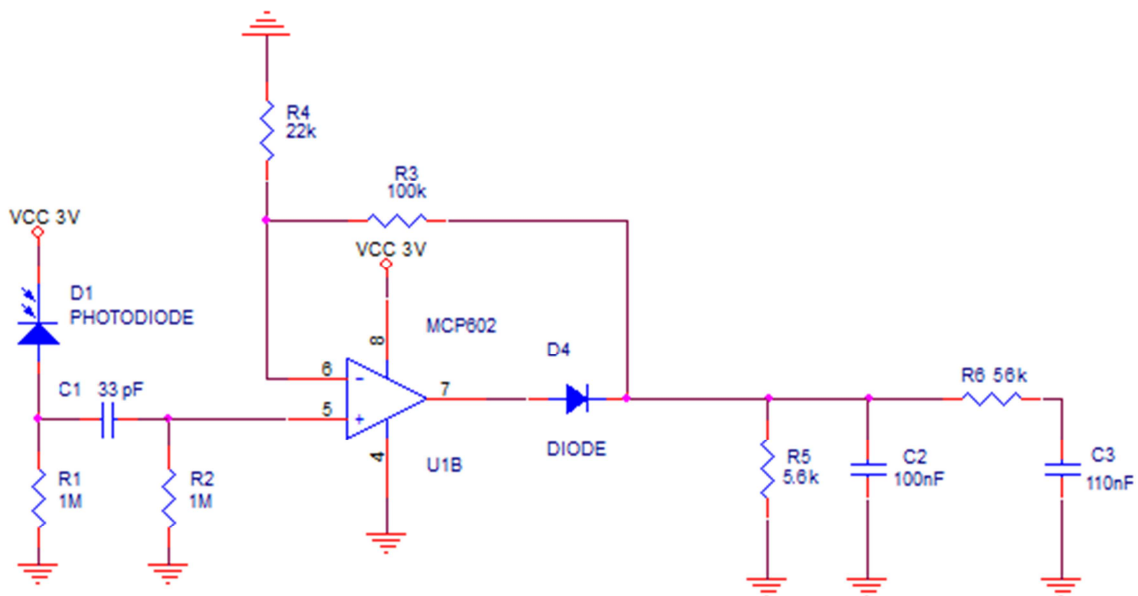 R4
22k
R3
100k
VCC 3V
VCC 3V
D1
PHOTODIODE
MCP602
8
D4
6
7
R6 56k
C1 33 pF
5
4
DIODE
U1B
R1
1M
R2
1M
R5
5.6k
C2
100nF
C3
110nF